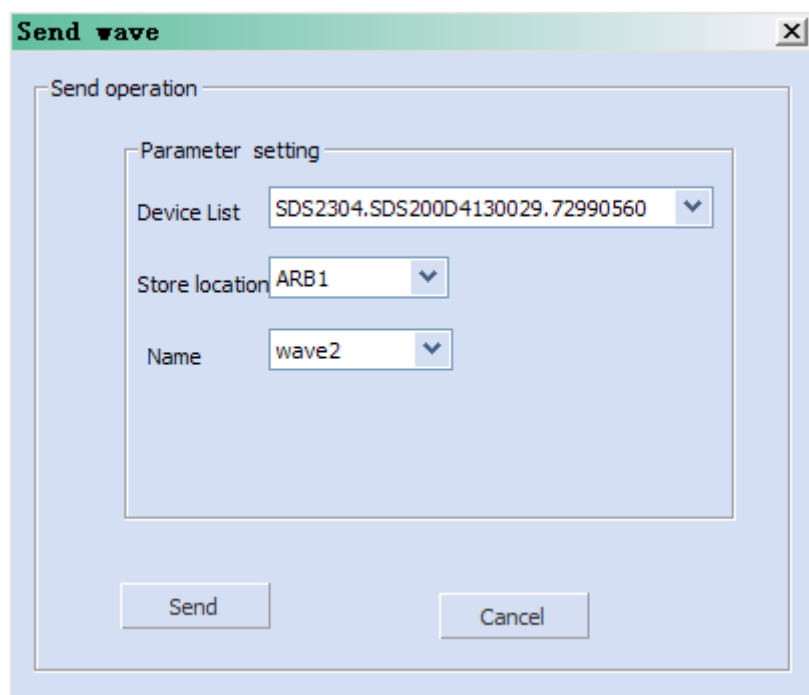 Send wave
Send operation
Parameter setting
Device List SDS2304.SDS200D4130029.72990560
Store location ARB1
Name wave2
Send Cancel